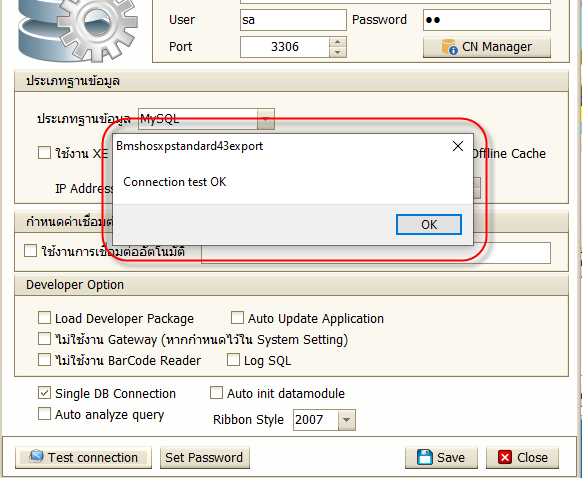 User sa Password ●●
Port 3306 CN Manager
ประเภทฐานข้อมูล
ประเภทฐานข้อมูล MySQL
Bmshosxpstandard43export
ใช้งาน XE Offline Cache
Connection test OK
IP Address
OK
กำหนดค่าเชื่อมต่
ใช้งานการเชื่อมต่ออัตโนมัติ
Developer Option
Load Developer Package Auto Update Application
ไม่ใช้งาน Gateway (หากกำหนดไว้ใน System Setting)
ไม่ใช้งาน BarCode Reader Log SQL
Single DB Connection Auto init datamodule
Auto analyze query Ribbon Style 2007
Test connection Set Password Save Close